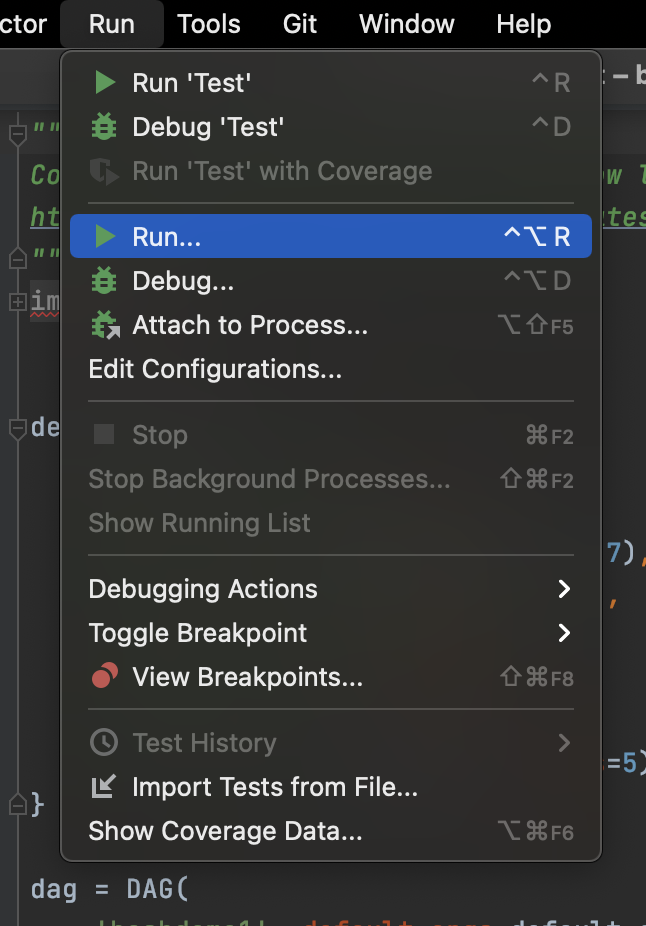 ctor Run Tools Git Window Help
Run 'Test' ⌃R
t – b
Debug 'Test' ⌃D
"""
Run 'Test' with Coverage
Co
w l
Run... ⌃⌥R
ht
tes
"""
Debug... ⌃⌥D
im
Attach to Process... ⌥⇧F5
Edit Configurations...
de
Stop ⌘F2
Stop Background Processes... ⇧⌘F2
Show Running List
7),
Debugging Actions
,
Toggle Breakpoint
View Breakpoints... ⇧⌘F8
Test History
=5)
Import Tests from File...
}
Show Coverage Data... ⌥⌘F6
dag = DAG(